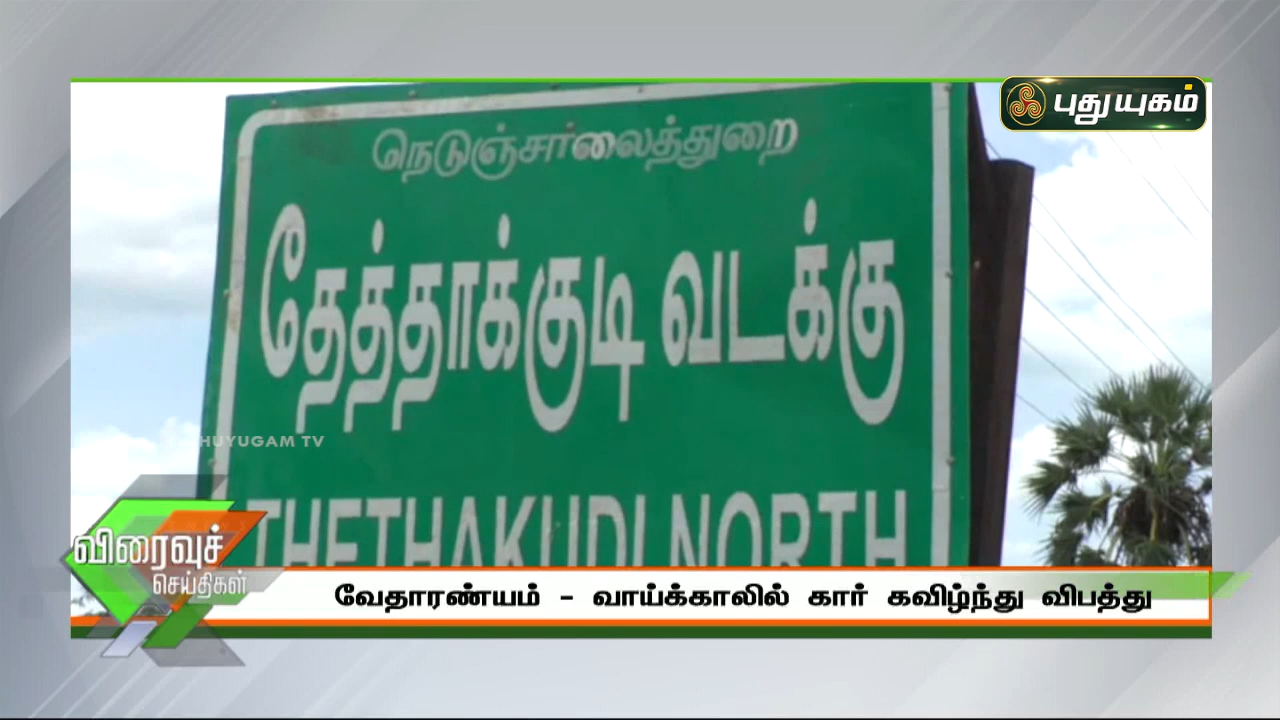 புதுயுகம்
நெடுஞ்சாலைத்துறை
தேத்தாக்குடி வடக்கு
HUYUGAM TV
THETHAKUDI NORTH
விரைவுச்
செய்திகள்
வேதாரண்யம் - வாய்க்காலில் கார் கவிழ்ந்து விபத்து